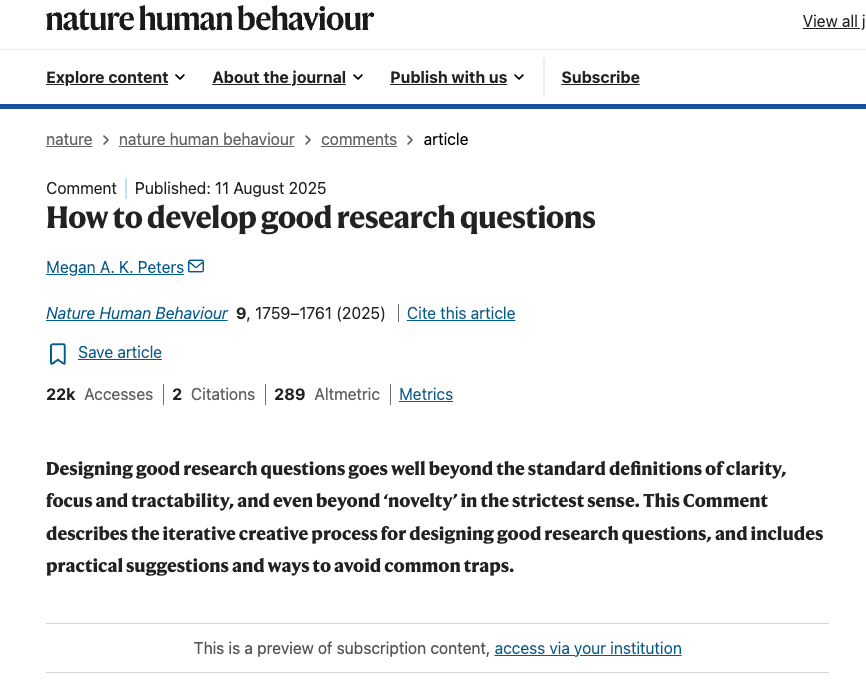 nature human behaviour
View all j
Explore content
About the journal
Publish with us
Subscribe
nature > nature human behaviour > comments > article
Comment | Published: 11 August 2025
How to develop good research questions
Megan A. K. Peters
Nature Human Behaviour 9, 1759–1761 (2025) | Cite this article
Save article
22k Accesses | 2 Citations | 289 Altmetric | Metrics
Designing good research questions goes well beyond the standard definitions of clarity,
focus and tractability, and even beyond ‘novelty’ in the strictest sense. This Comment
describes the iterative creative process for designing good research questions, and includes
practical suggestions and ways to avoid common traps.
This is a preview of subscription content, access via your institution